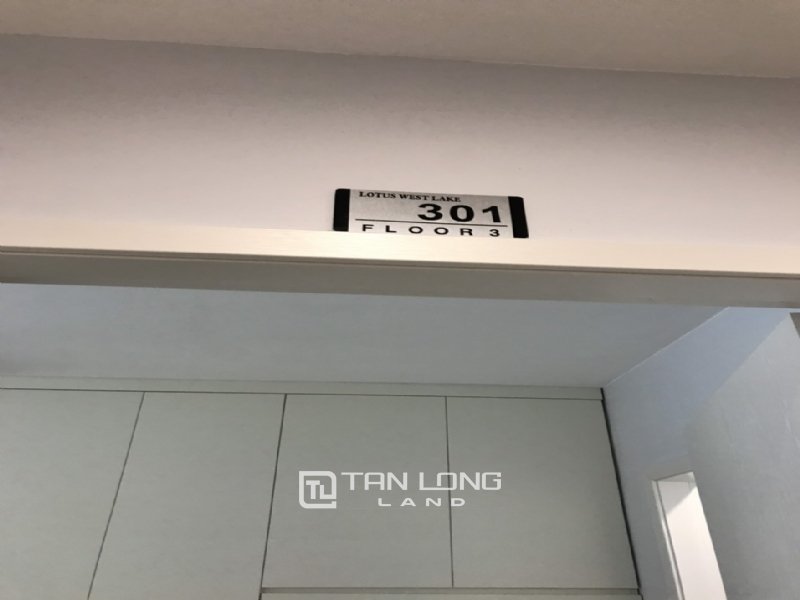 LOTUS WEST LAKE
301
FLOOR 3
TAN LONG
LAND